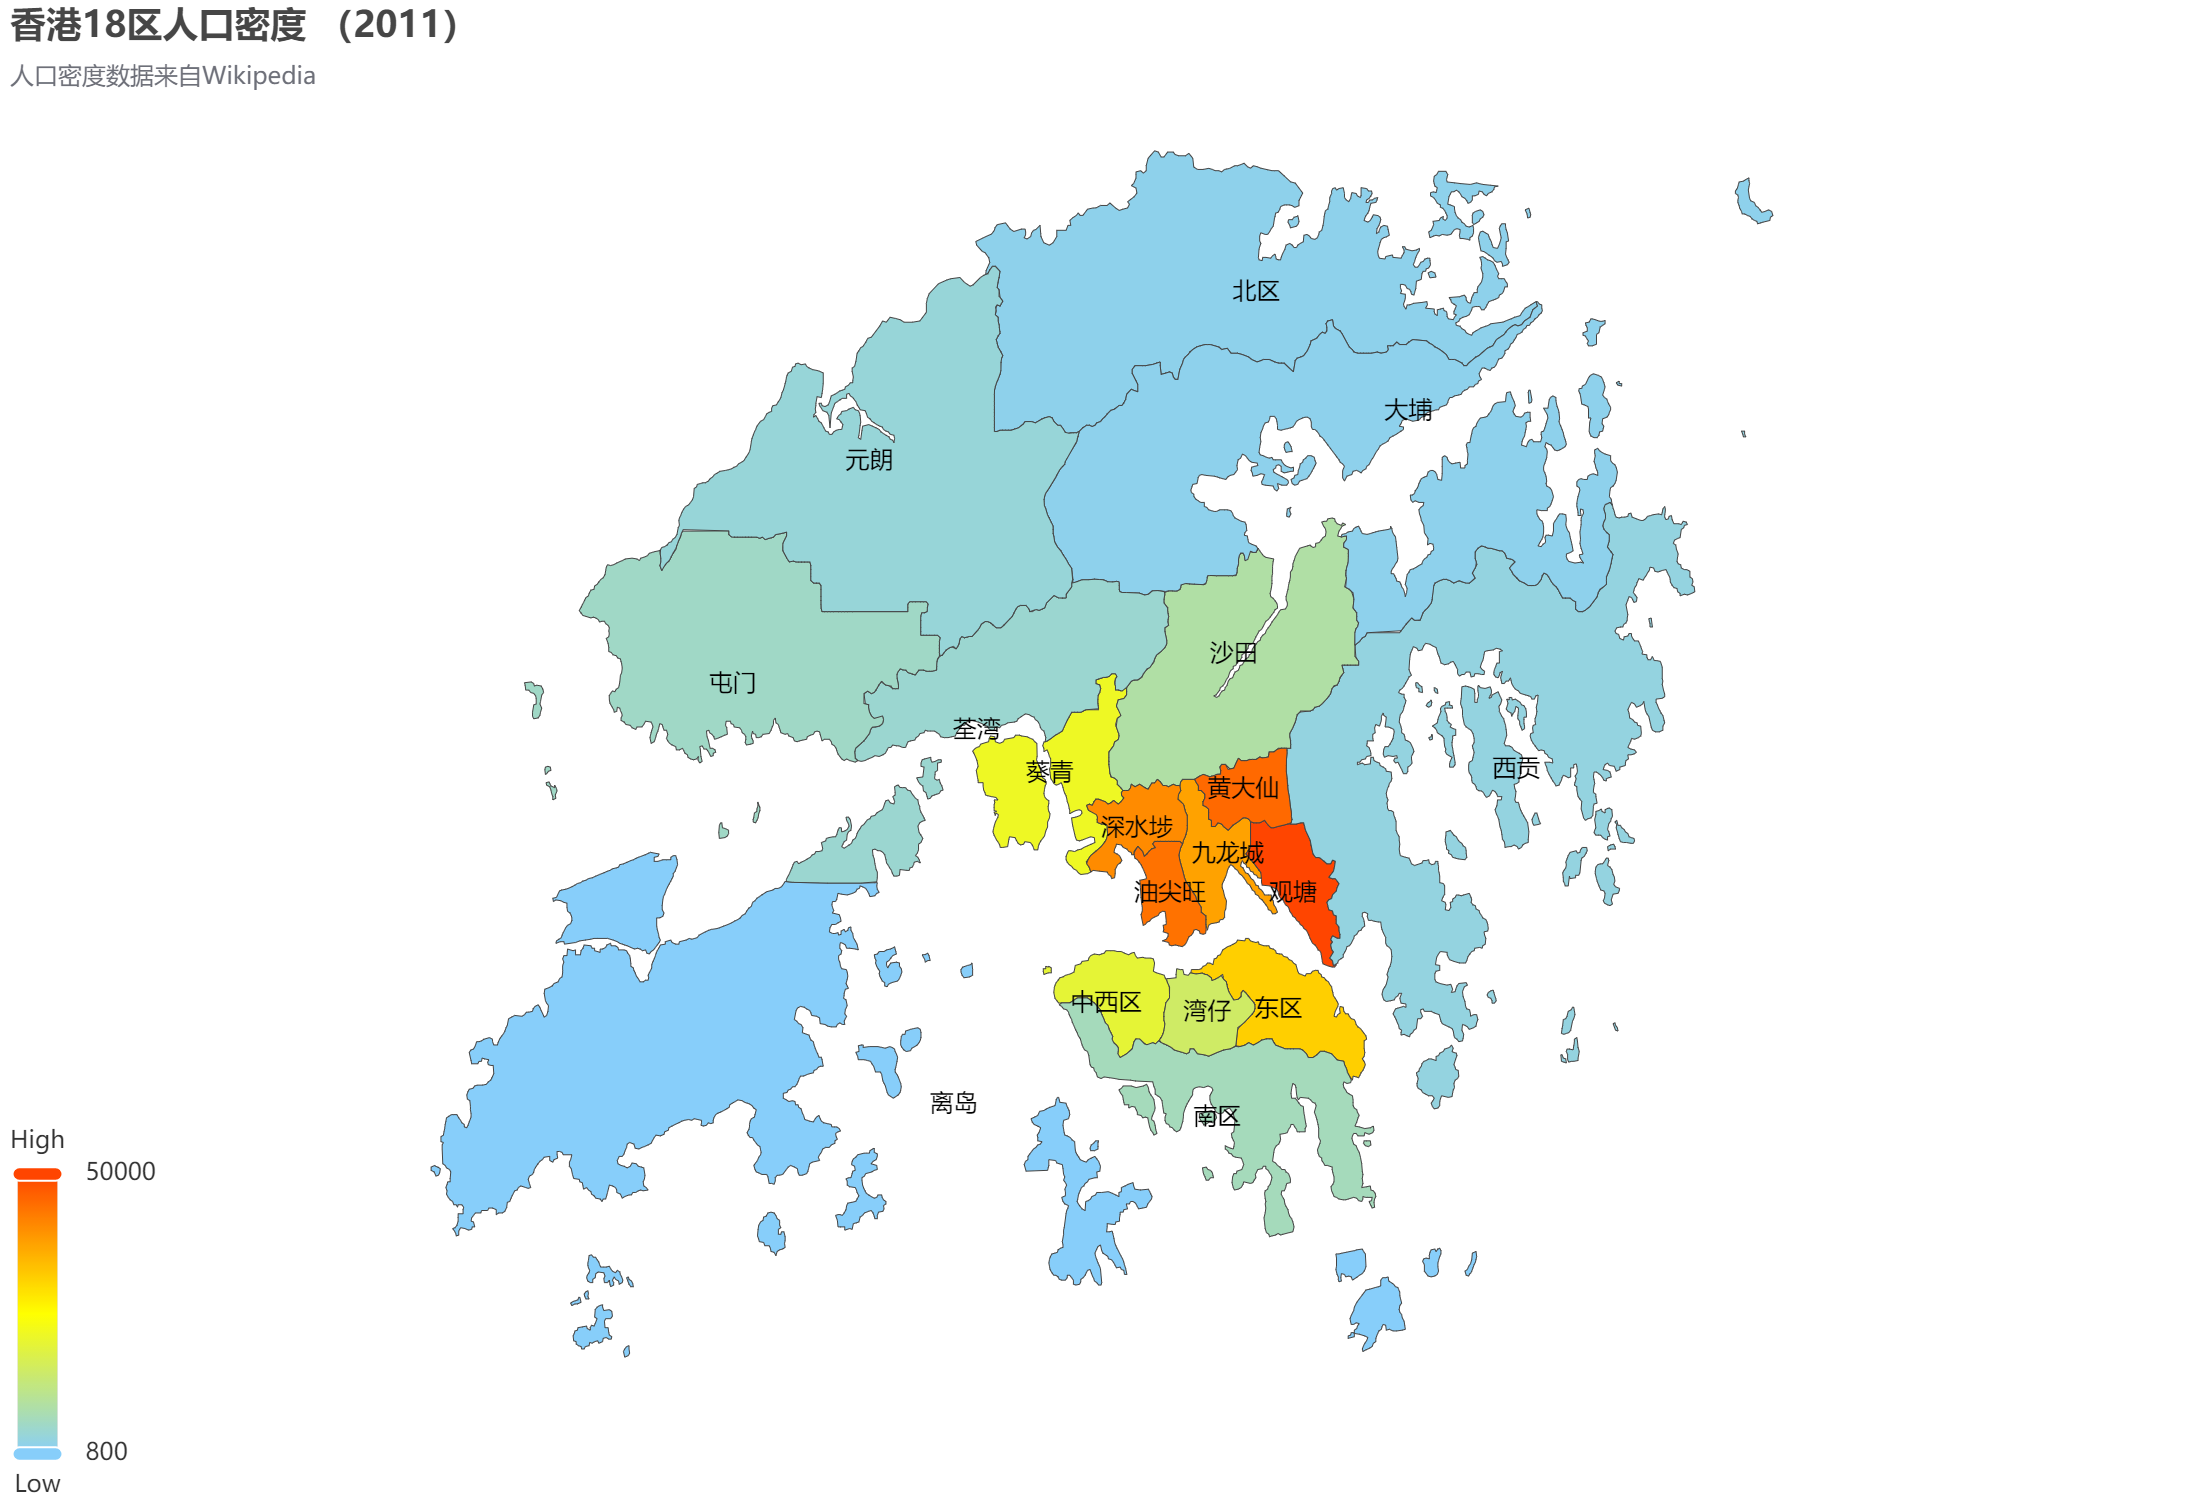 香港18区人口密度 （2011）
人口密度数据来自Wikipedia
北区
大埔
元朗
沙田
屯门
荃湾
葵青
西贡
黄大仙
深水埗
九龙城
油尖旺
观塘
中西区
湾仔
东区
离岛
南区
High
50000
800
Low